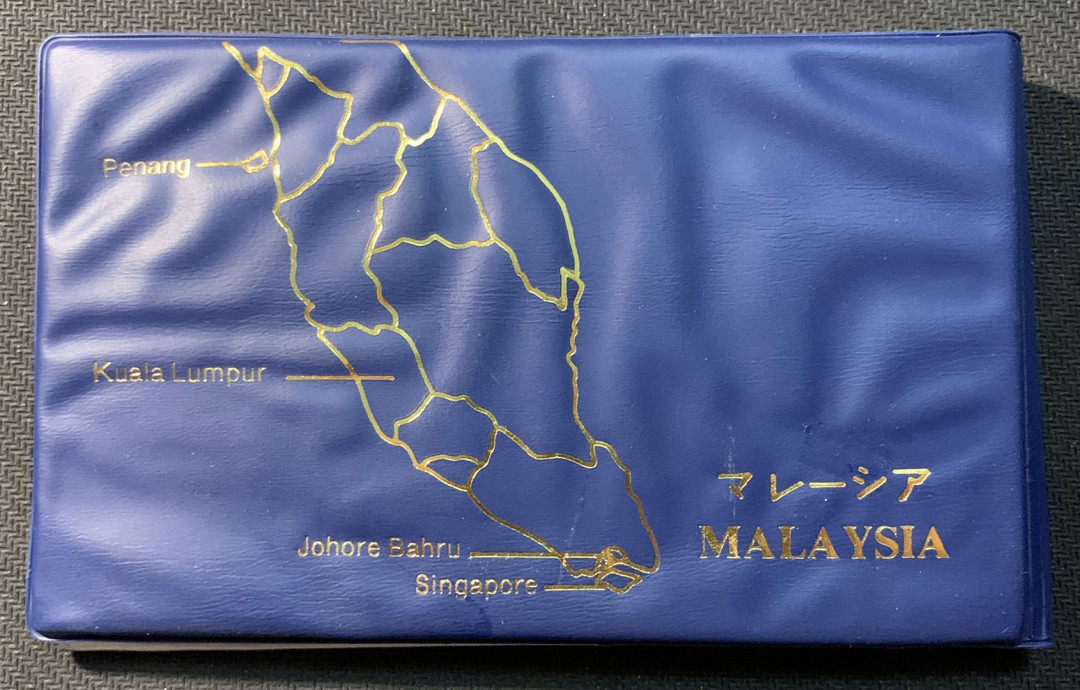 Penang
Kuala Lumpur
Johore Bahru
Singapore
マレーシア
MALAYSIA